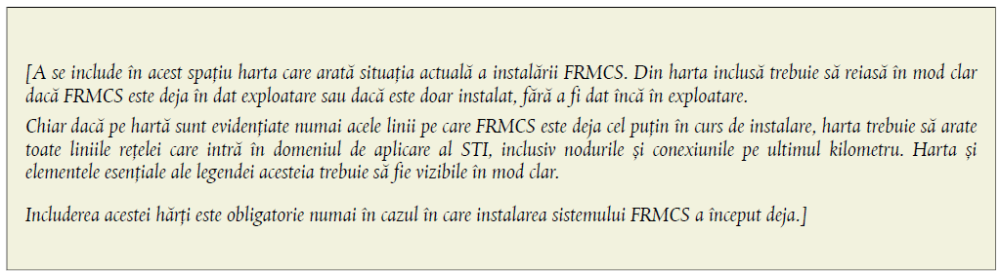 [A se include în acest spațiu harta care arată situația actuală a instalării FRMCS. Din harta inclusă trebuie să reiasă în mod clar
dacă FRMCS este deja în dat exploatare sau dacă este doar instalat, fără a fi dat încă în exploatare.
Chiar dacă pe hartă sunt evidențiate numai acele linii pe care FRMCS este deja cel puțin în curs de instalare, harta trebuie să arate
toate liniile rețelei care intră în domeniul de aplicare al STI, inclusiv nodurile și conexiunile pe ultimul kilometru. Harta și
elementele esențiale ale legendei acesteia trebuie să fie vizibile în mod clar.
Includerea acestei hărți este obligatorie numai în cazul în care instalarea sistemului FRMCS a început deja.]